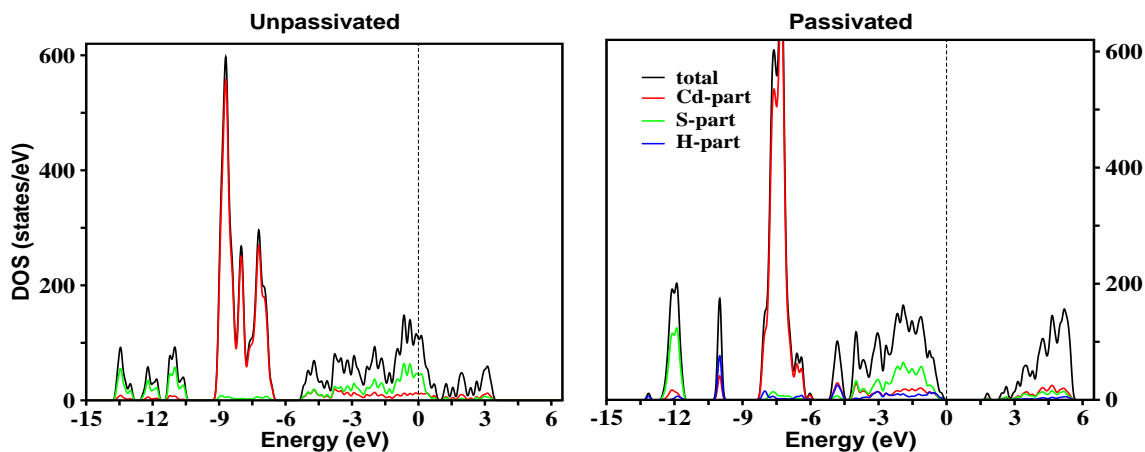 Unpassivated
Passivated
DOS (states/eV)
600
400
200
0
-15
-12
-9
-6
-3
0
3
6
Energy (eV)
total
Cd-part
S-part
H-part
600
400
200
0
-15
-12
-9
-6
-3
0
3
6
Energy (eV)